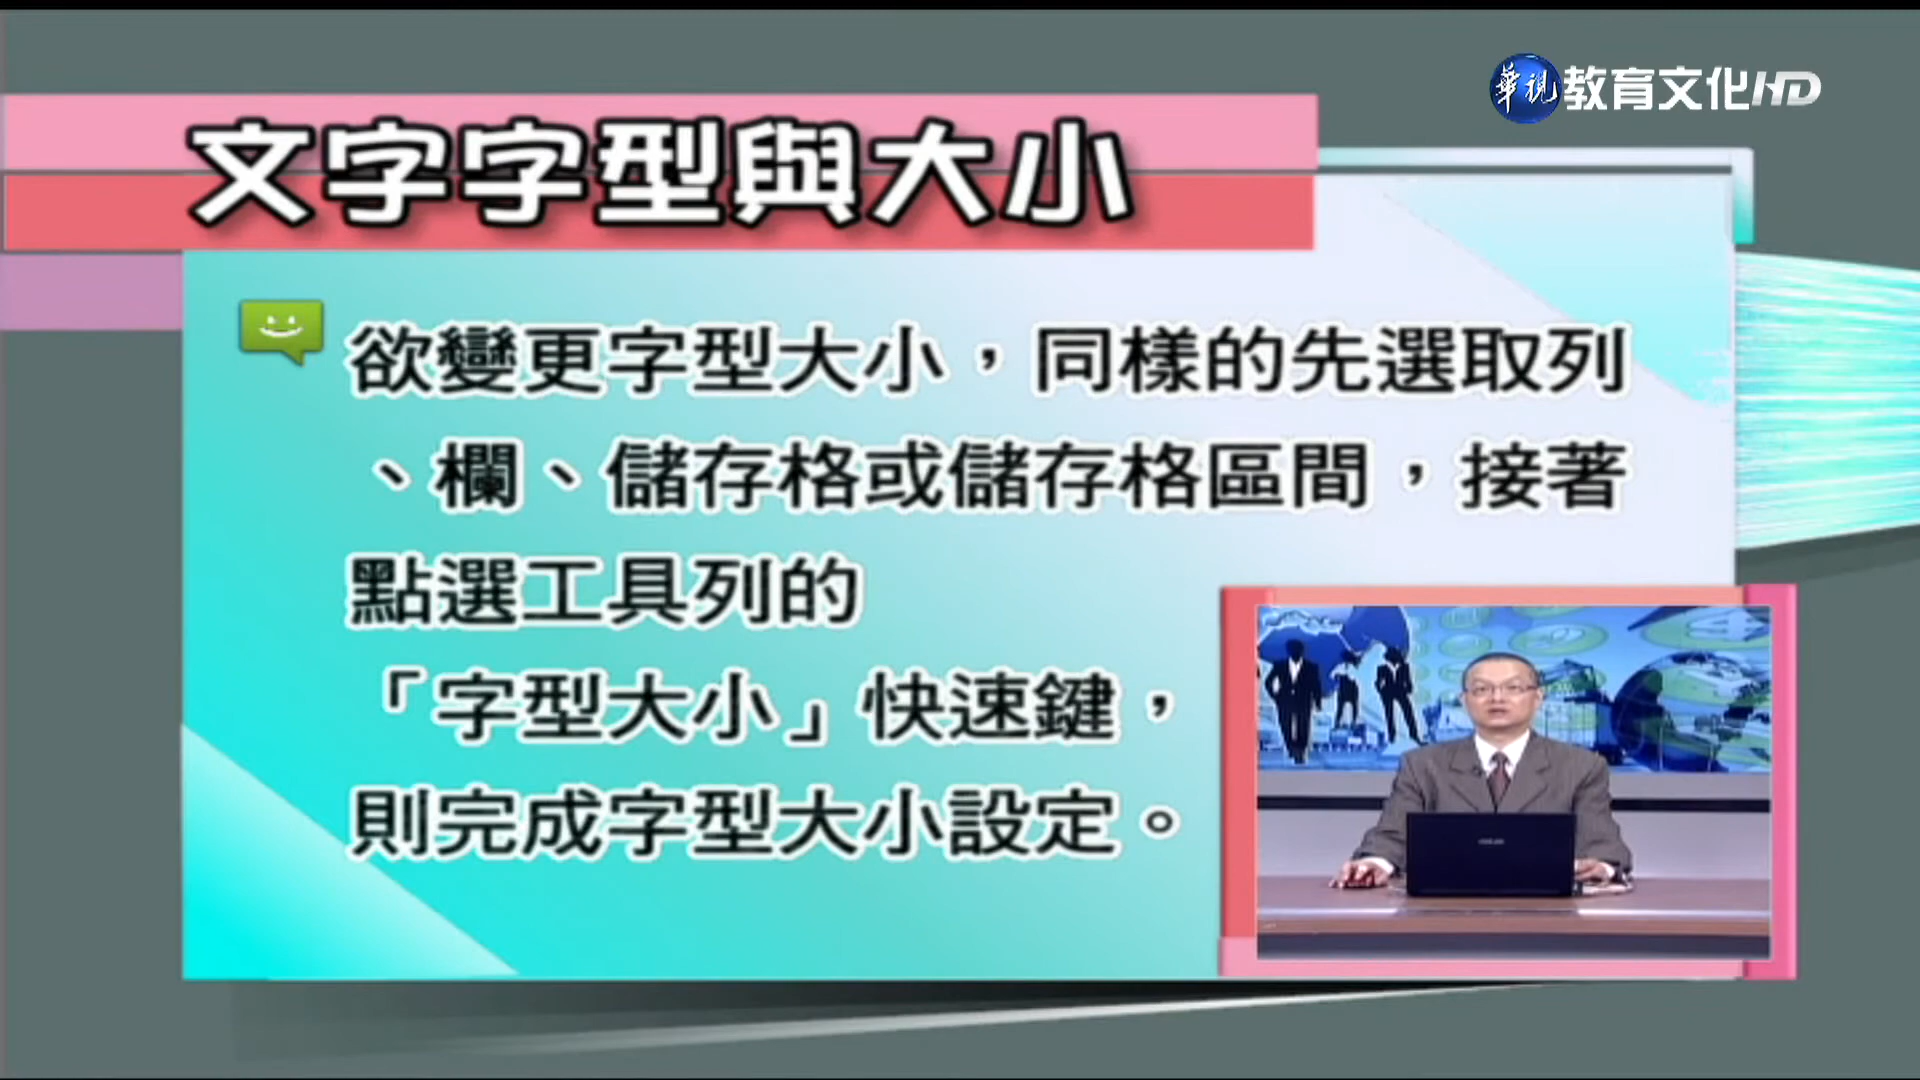 華視 教育文化HD
文字字型與大小
欲變更字型大小，同樣的先選取列
、欄、儲存格或儲存格區間，接著
點選工具列的
「字型大小」快速鍵，
則完成字型大小設定。